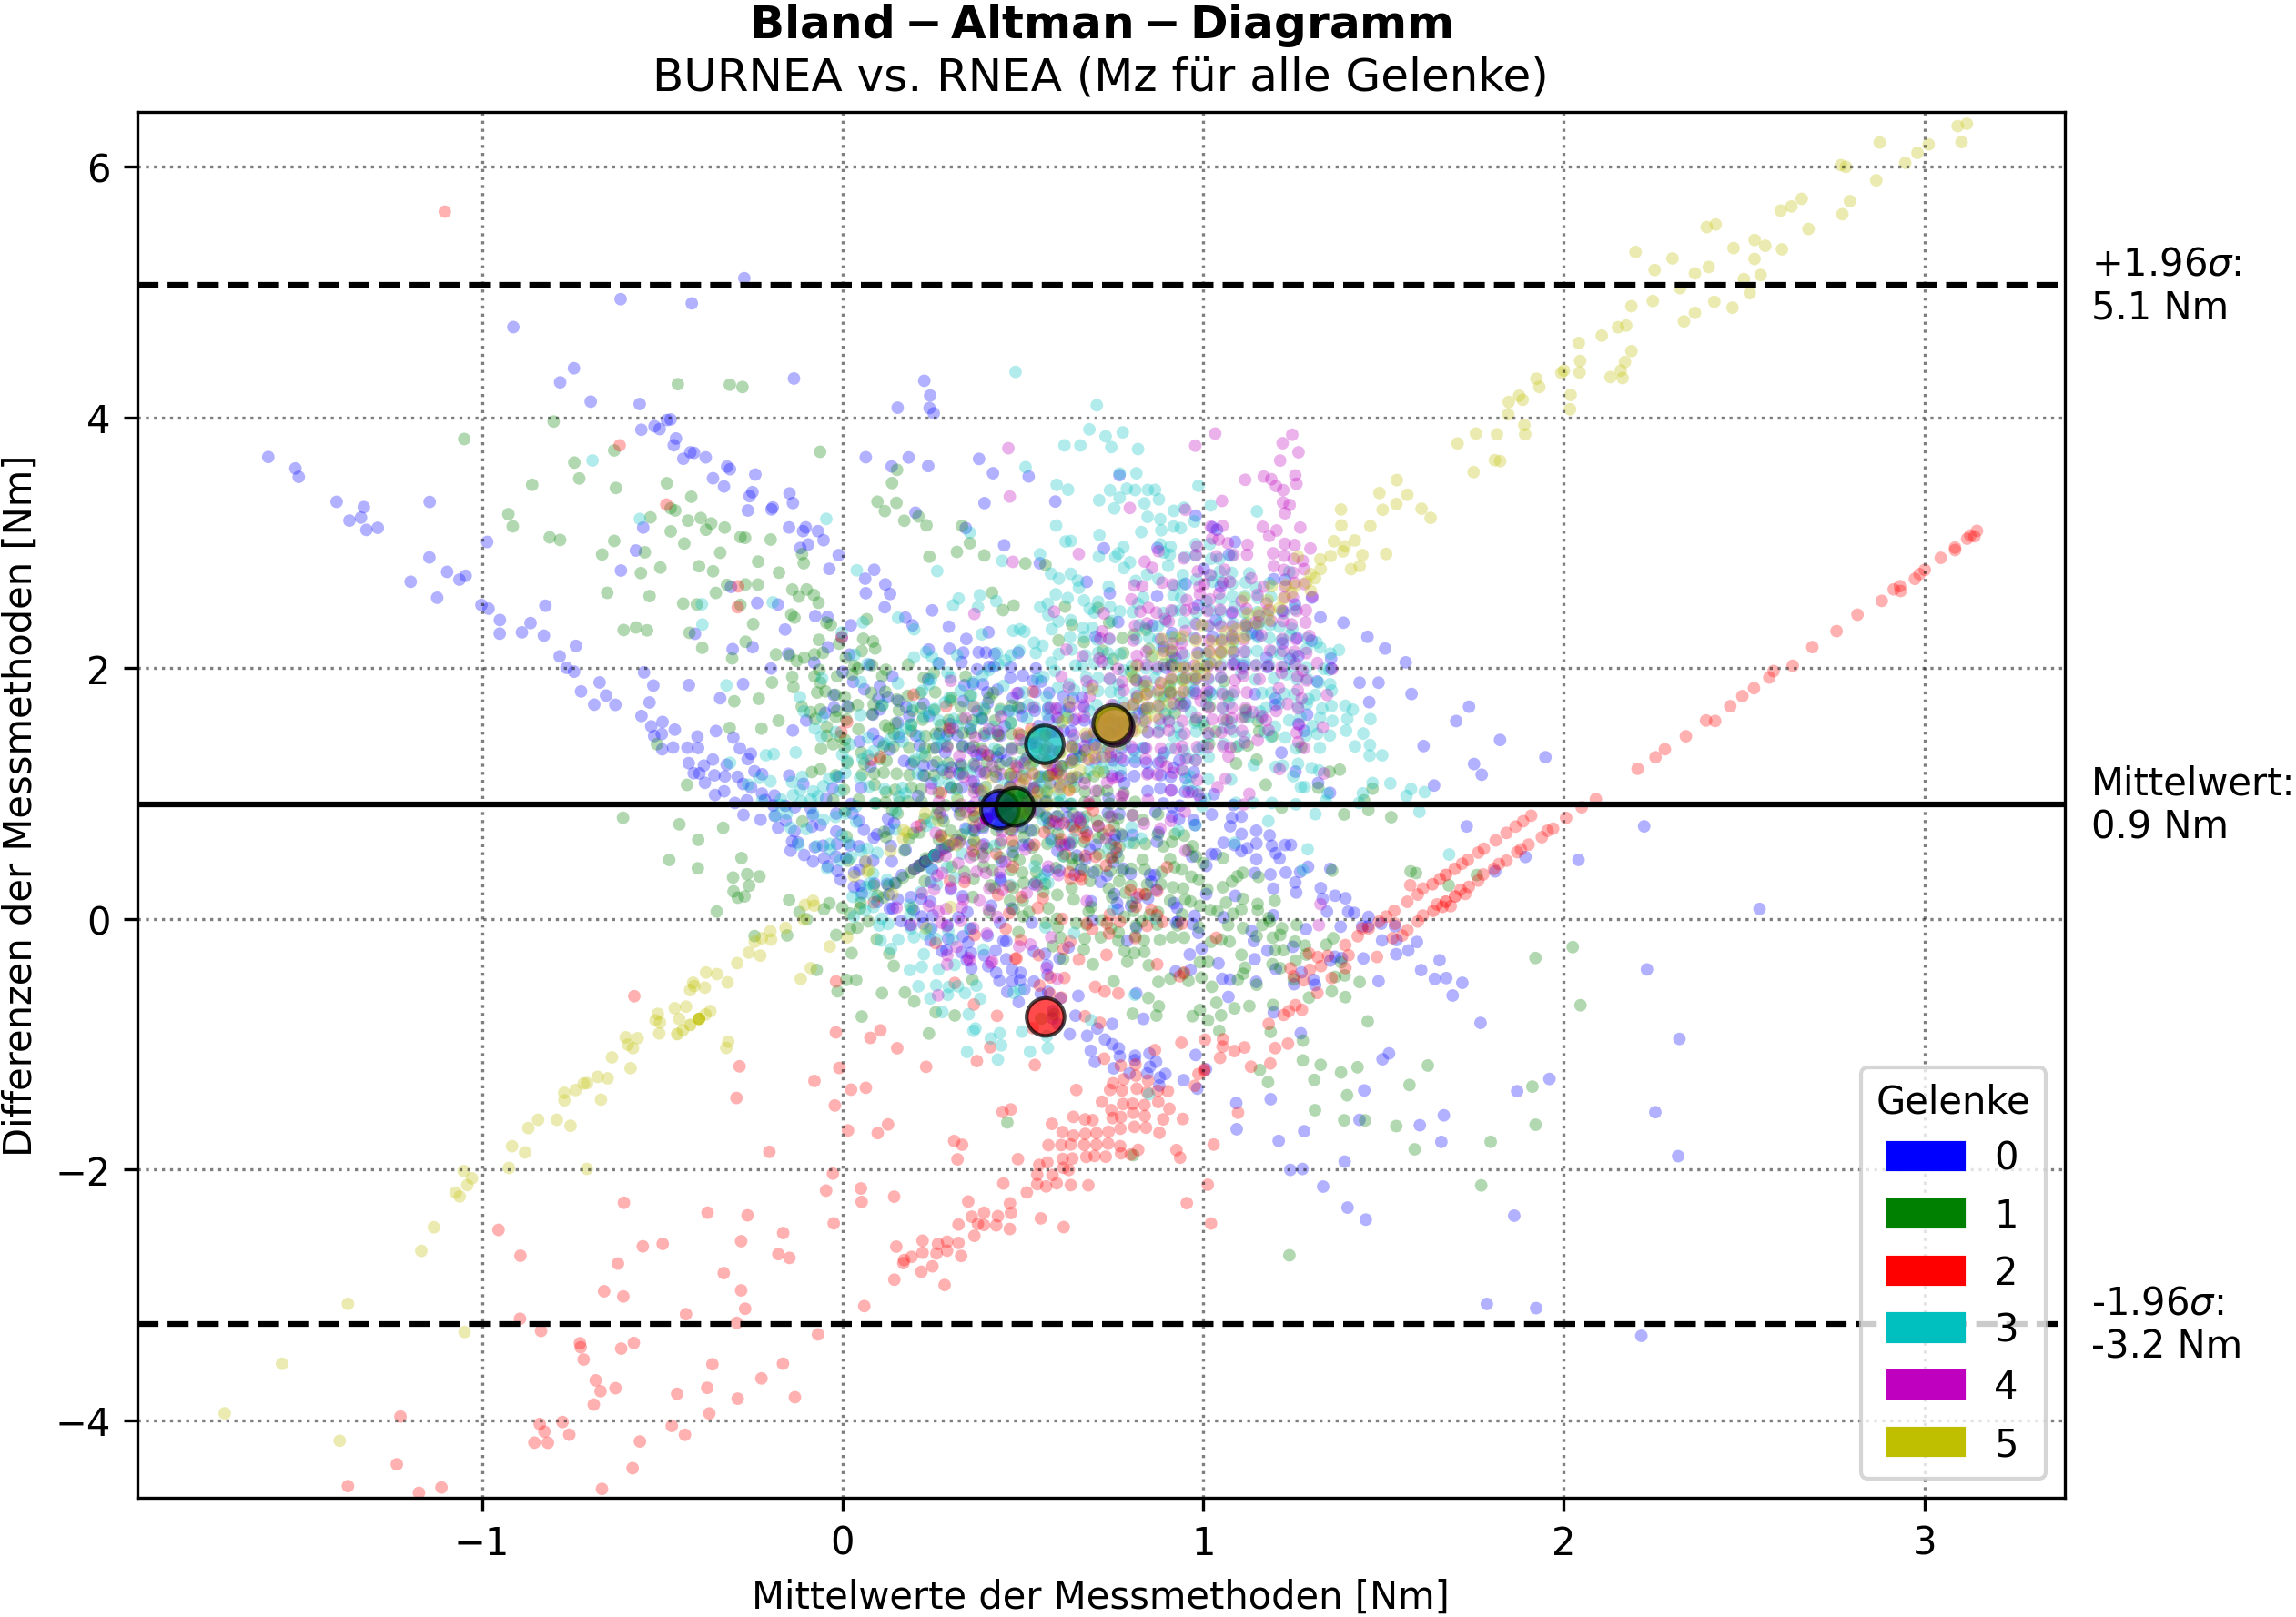 Bland − Altman − Diagramm
BURNEA vs. RNEA (Mz für alle Gelenke)
Differenzen der Messmethoden [Nm]
6
4
2
0
−2
−4
+1.96σ:
5.1 Nm
Mittelwert:
0.9 Nm
-1.96σ:
-3.2 Nm
Gelenke
0
1
2
3
4
5
−1 0 1 2 3
Mittelwerte der Messmethoden [Nm]